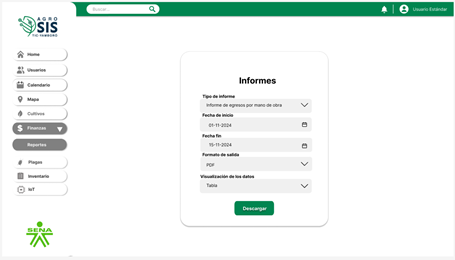 AGRO
SIS
Buscar..
Usuario Estándar
Home
Usuarios
Calendario
Mapa
Cultivos
Finanzas
Reportes
Plagas
Inventario
IoT
SENA
Informes
Tipo de informe
Informe de egresos por mano de obra
Fecha de inicio
01-11-2024
Fecha fin
15-11-2024
Formato de salida
PDF
Visualización de los datos
Tabla
Descargar